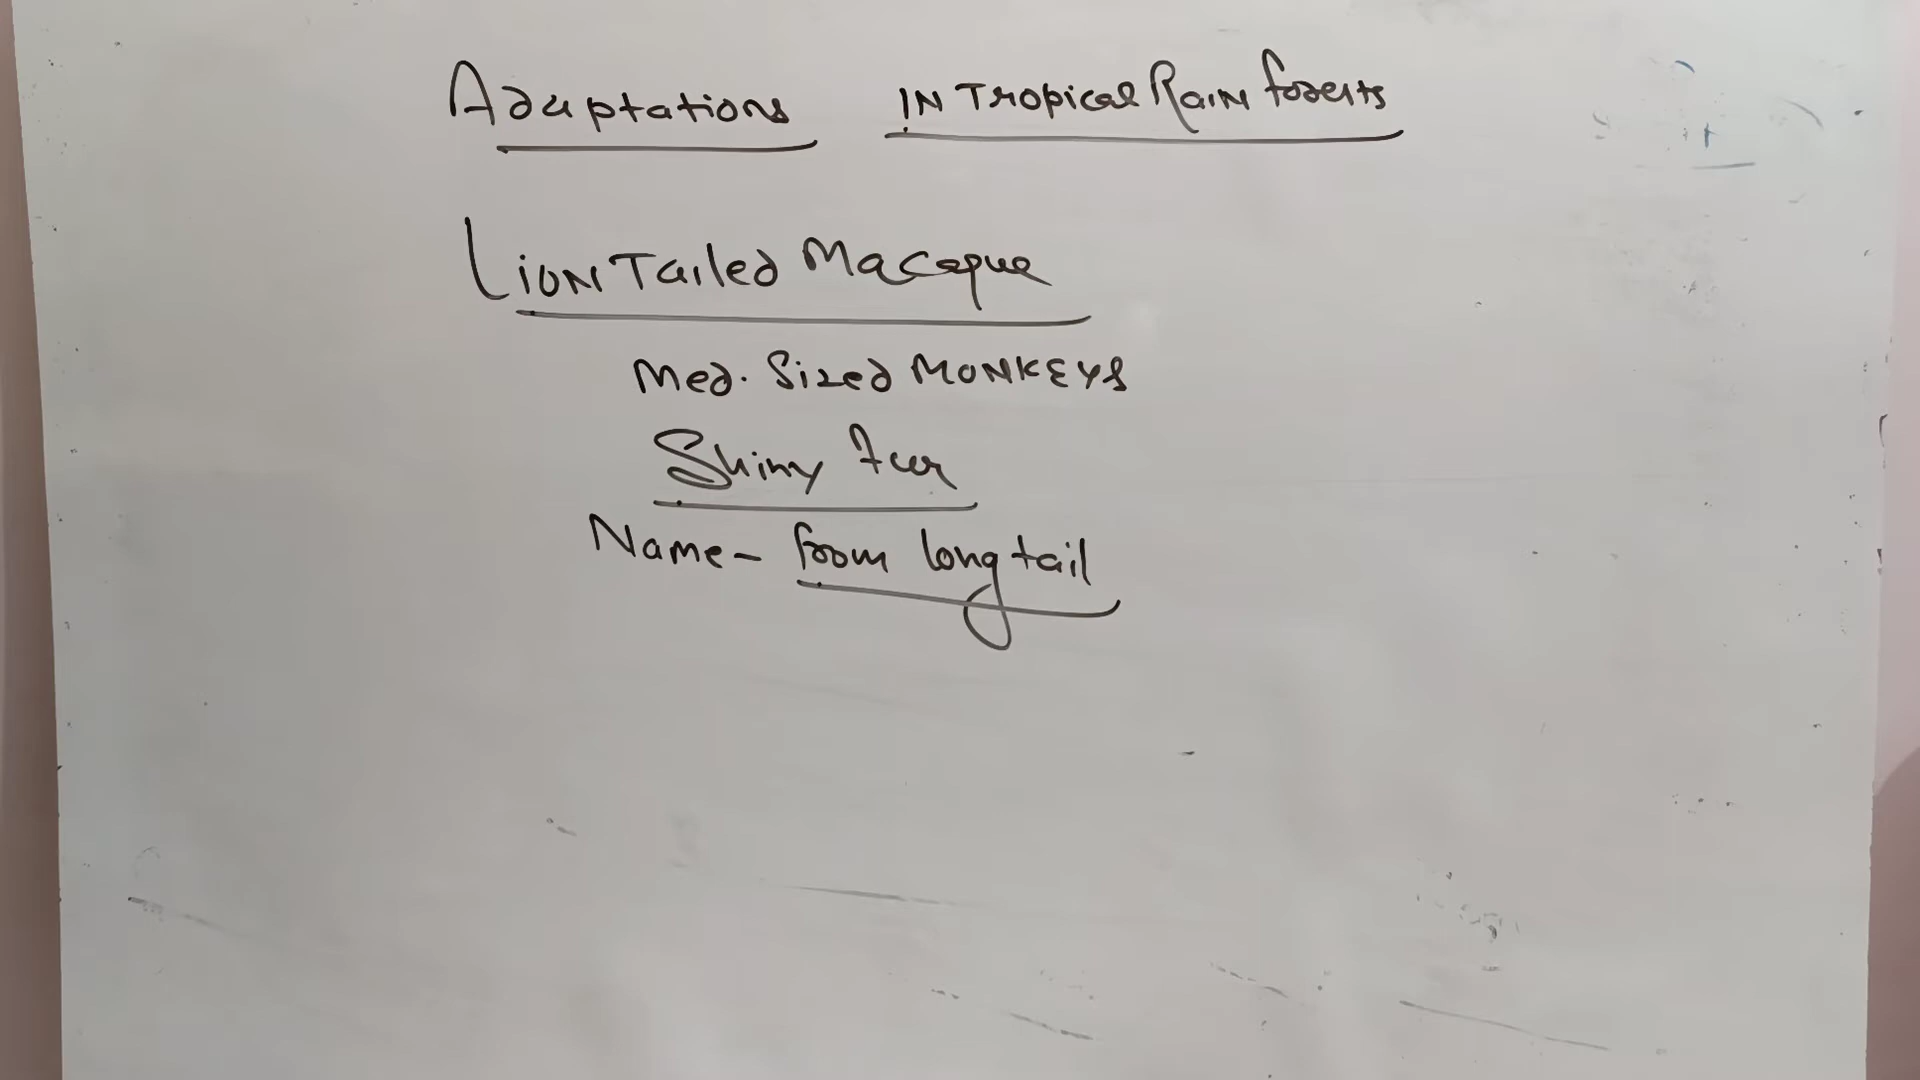 Adaptations IN Tropical Rain forests
Lion Tailed Macaque
Med. Sized MONKEYS
Shiny fur
Name - from long tail